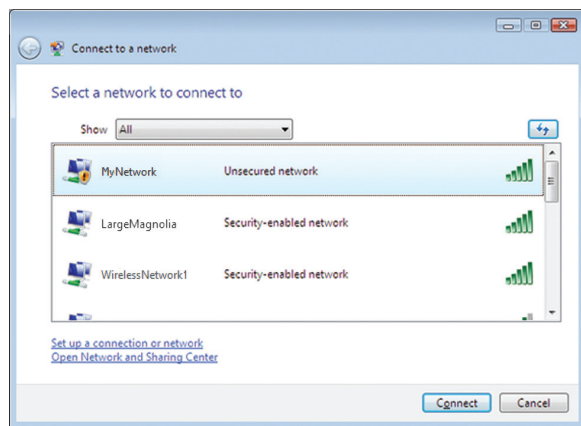 Connect to a network
Select a network to connect to
Show All
MyNetwork Unsecured network
LargeMagnolia Security-enabled network
WirelessNetwork1 Security-enabled network
Set up a connection or network
Open Network and Sharing Center
Connect Cancel